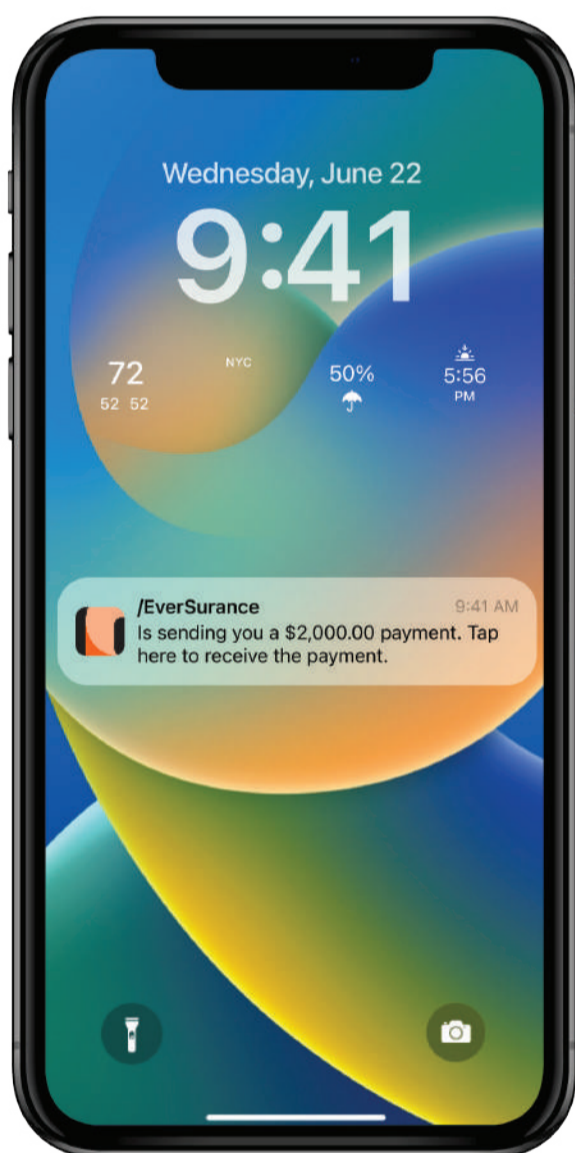 Wednesday, June 22
9:41
72
52 52
NYC
50%
5:56
PM
/EverSurance
9:41 AM
Is sending you a $2,000.00 payment. Tap
here to receive the payment.